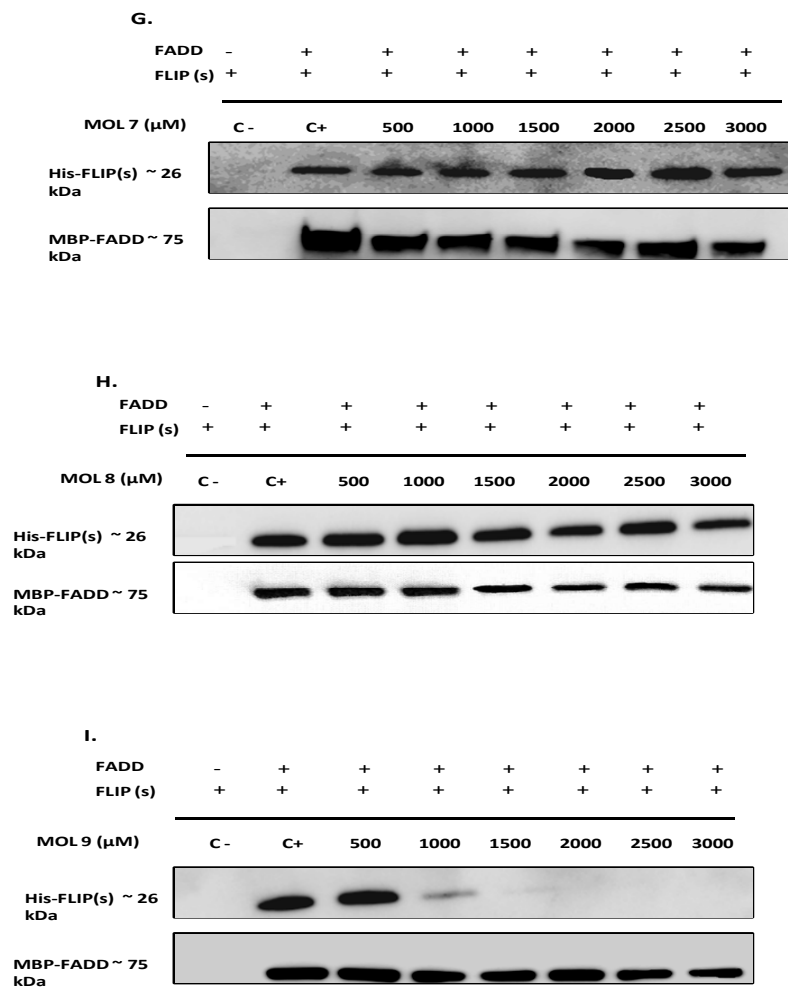 G.
FADD - + + + + + + +
FLIP (s) + + + + + + + +
MOL 7 (μM) C - C+ 500 1000 1500 2000 2500 3000
His-FLIP(s) ~ 26
kDa
MBP-FADD ~ 75
kDa
H.
FADD - + + + + + + +
FLIP (s) + + + + + + + +
MOL 8 (μM) C - C+ 500 1000 1500 2000 2500 3000
His-FLIP(s) ~ 26
kDa
MBP-FADD ~ 75
kDa
I.
FADD - + + + + + + +
FLIP (s) + + + + + + + +
MOL 9 (μM) C - C+ 500 1000 1500 2000 2500 3000
His-FLIP(s) ~ 26
kDa
MBP-FADD ~ 75
kDa